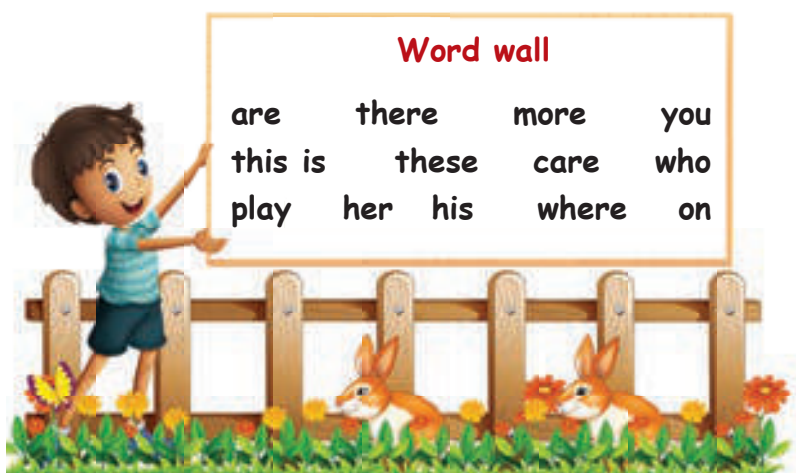 Word wall
are there more you
this is these care who
play her his where on